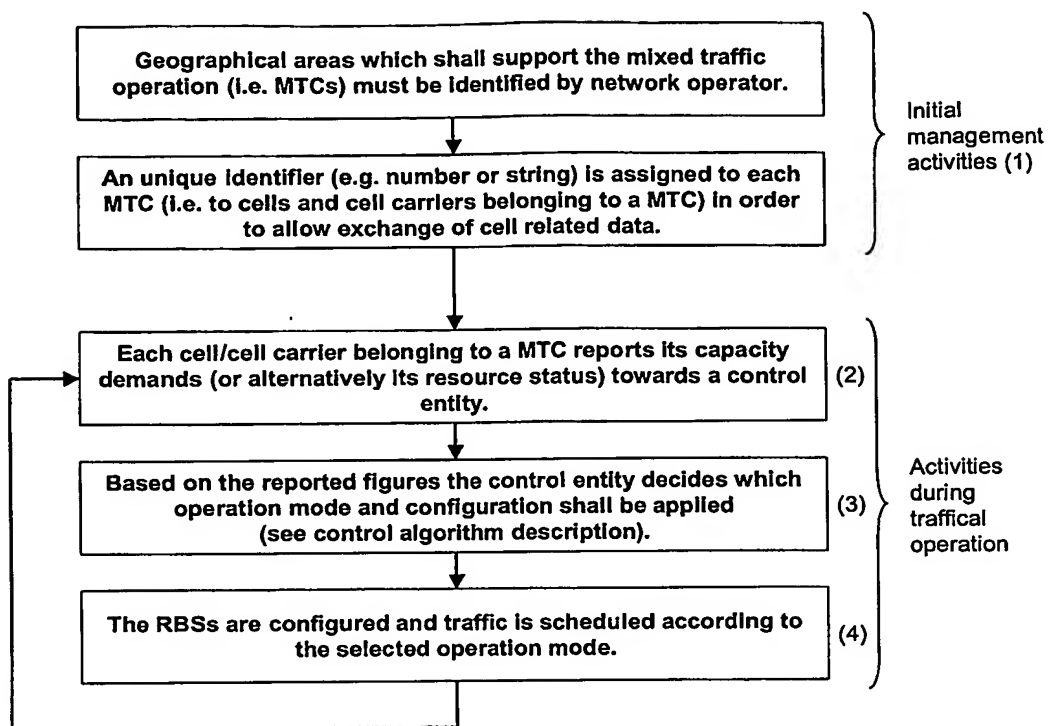 Geographical areas which shall support the mixed traffic
operation (i.e. MTCs) must be identified by network operator.
Initial
management
activities (1)
An unique identifier (e.g. number or string) is assigned to each
MTC (i.e. to cells and cell carriers belonging to a MTC) in order
to allow exchange of cell related data.
Each cell/cell carrier belonging to a MTC reports its capacity
demands (or alternatively its resource status) towards a control
entity.
(2)
Based on the reported figures the control entity decides which
operation mode and configuration shall be applied
(see control algorithm description).
(3)
Activities
during
traffical
operation
The RBSs are configured and traffic is scheduled according to
the selected operation mode.
(4)